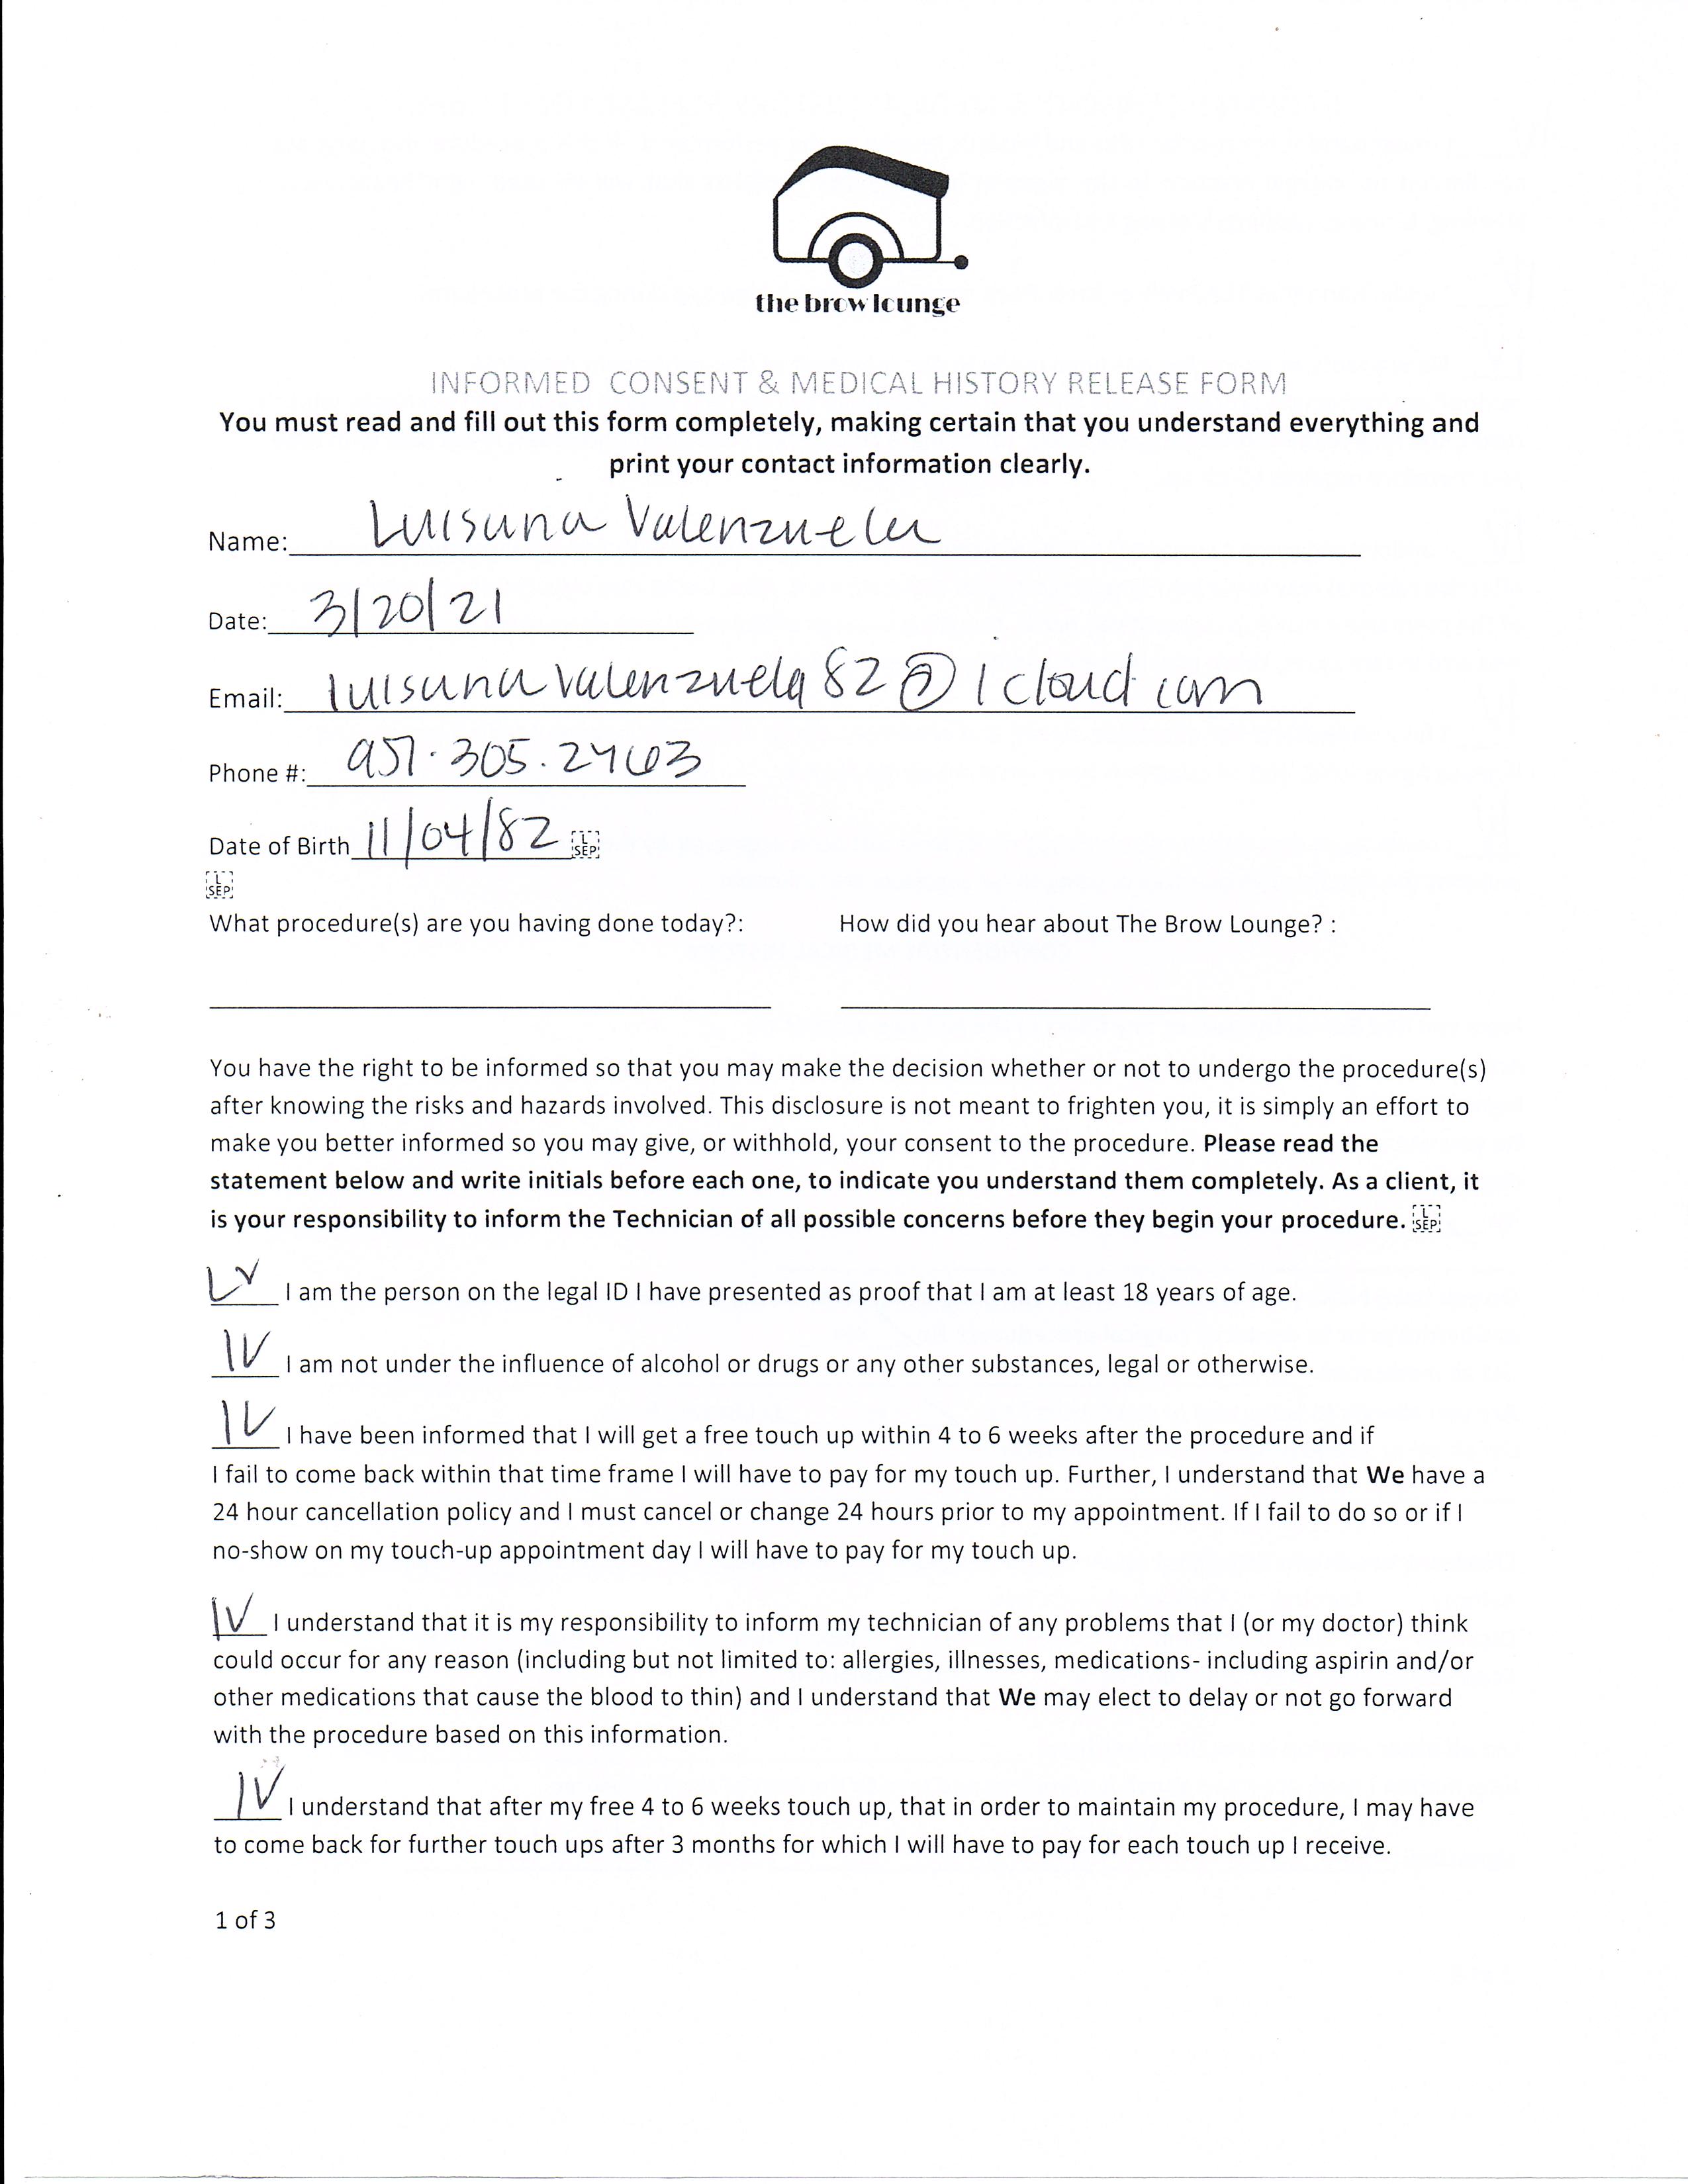 the brow lounge
INFORMED CONSENT & MEDICAL HISTORY RELEASE FORM
You must read and fill out this form completely, making certain that you understand everything and
print your contact information clearly.
Name: Luisana Valenzuela
Date: 3/20/21
Email: luisanavalenzuela82@icloud.com
Phone #: 951.305.2463
Date of Birth 11/04/82 L SEP
L SEP
What procedure(s) are you having done today?: How did you hear about The Brow Lounge? :
You have the right to be informed so that you may make the decision whether or not to undergo the procedure(s)
after knowing the risks and hazards involved. This disclosure is not meant to frighten you, it is simply an effort to
make you better informed so you may give, or withhold, your consent to the procedure. Please read the
statement below and write initials before each one, to indicate you understand them completely. As a client, it
is your responsibility to inform the Technician of all possible concerns before they begin your procedure. L SEP
LV I am the person on the legal ID I have presented as proof that I am at least 18 years of age.
LV I am not under the influence of alcohol or drugs or any other substances, legal or otherwise.
LV I have been informed that I will get a free touch up within 4 to 6 weeks after the procedure and if
I fail to come back within that time frame I will have to pay for my touch up. Further, I understand that We have a
24 hour cancellation policy and I must cancel or change 24 hours prior to my appointment. If I fail to do so or if I
no-show on my touch-up appointment day I will have to pay for my touch up.
LV I understand that it is my responsibility to inform my technician of any problems that I (or my doctor) think
could occur for any reason (including but not limited to: allergies, illnesses, medications- including aspirin and/or
other medications that cause the blood to thin) and I understand that We may elect to delay or not go forward
with the procedure based on this information.
LV I understand that after my free 4 to 6 weeks touch up, that in order to maintain my procedure, I may have
to come back for further touch ups after 3 months for which I will have to pay for each touch up I receive.
1 of 3